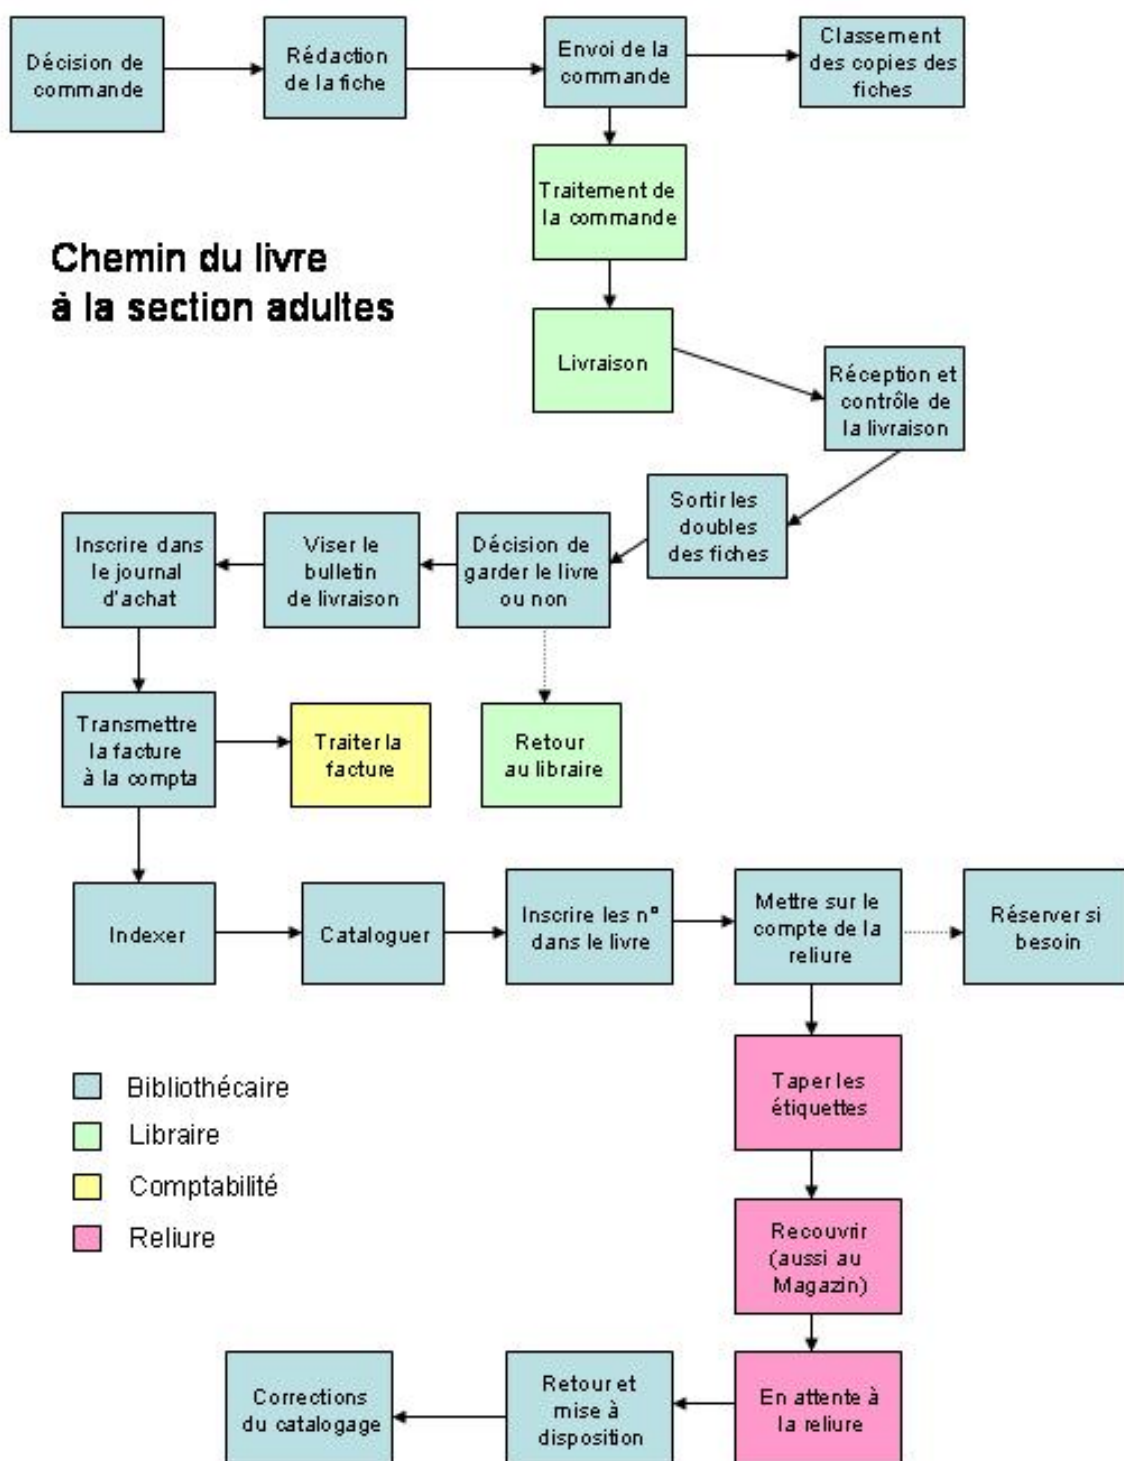 Décision de
commande
Rédaction
de la fiche
Envoi de la
commande
Classement
des copies des
fiches
Traitement de
la commande
Chemin du livre
à la section adultes
Livraison
Réception et
contrôle de
la livraison
Sortir les
doubles
des fiches
Décision de
garder le livre
ou non
Viser le
bulletin
de livraison
Inscrire dans
le journal
d'achat
Transmettre
la facture
à la compta
Traiter la
facture
Retour
au libraire
Indexer
Cataloguer
Inscrire les n°
dans le livre
Mettre sur le
compte de la
reliure
Réserver si
besoin
Taper les
étiquettes
Bibliothécaire
Libraire
Comptabilité
Reliure
Recouvrir
(aussi au
Magazin)
En attente à
la reliure
Retour et
mise à
disposition
Corrections
du catalogage